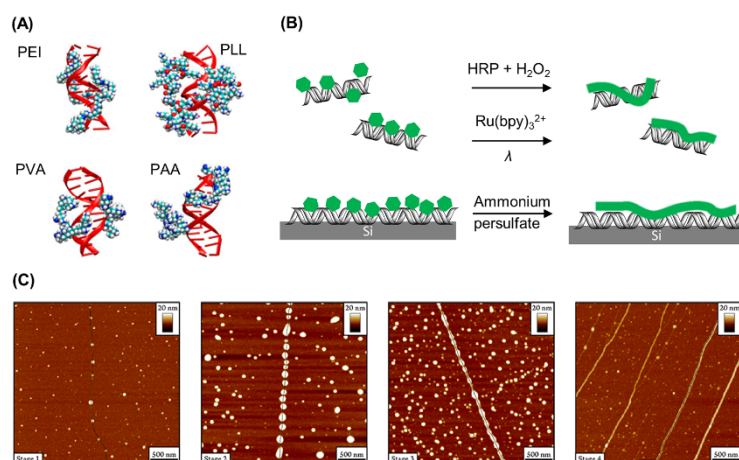 (A)
PEI
PLL
PVA
PAA
(B)
HRP + H₂O₂
Ru(bpy)₃²⁺
λ
Ammonium
persulfate
Si
Si
(C)
20 nm
20 nm
20 nm
20 nm
Stage 1
500 nm
Stage 2
500 nm
Stage 3
500 nm
Stage 4
500 nm